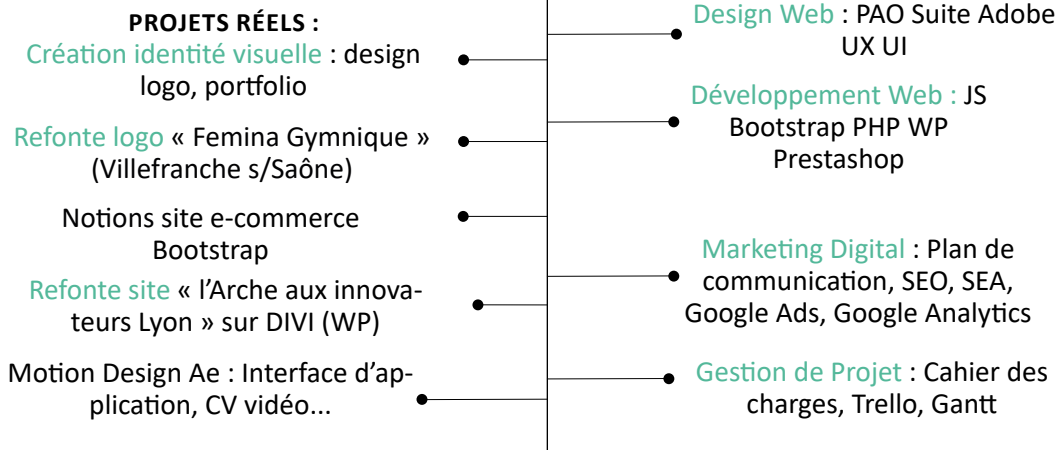 PROJETS RÉELS :
Création identité visuelle : design
logo, portfolio
Refonte logo « Femina Gymnique »
(Villefranche s/Saône)
Notions site e-commerce
Bootstrap
Refonte site « l’Arche aux innova-
teurs Lyon » sur DIVI (WP)
Motion Design Ae : Interface d’ap-
plication, CV vidéo...
Design Web : PAO Suite Adobe
UX UI
Développement Web : JS
Bootstrap PHP WP
Prestashop
Marketing Digital : Plan de
communication, SEO, SEA,
Google Ads, Google Analytics
Gestion de Projet : Cahier des
charges, Trello, Gantt